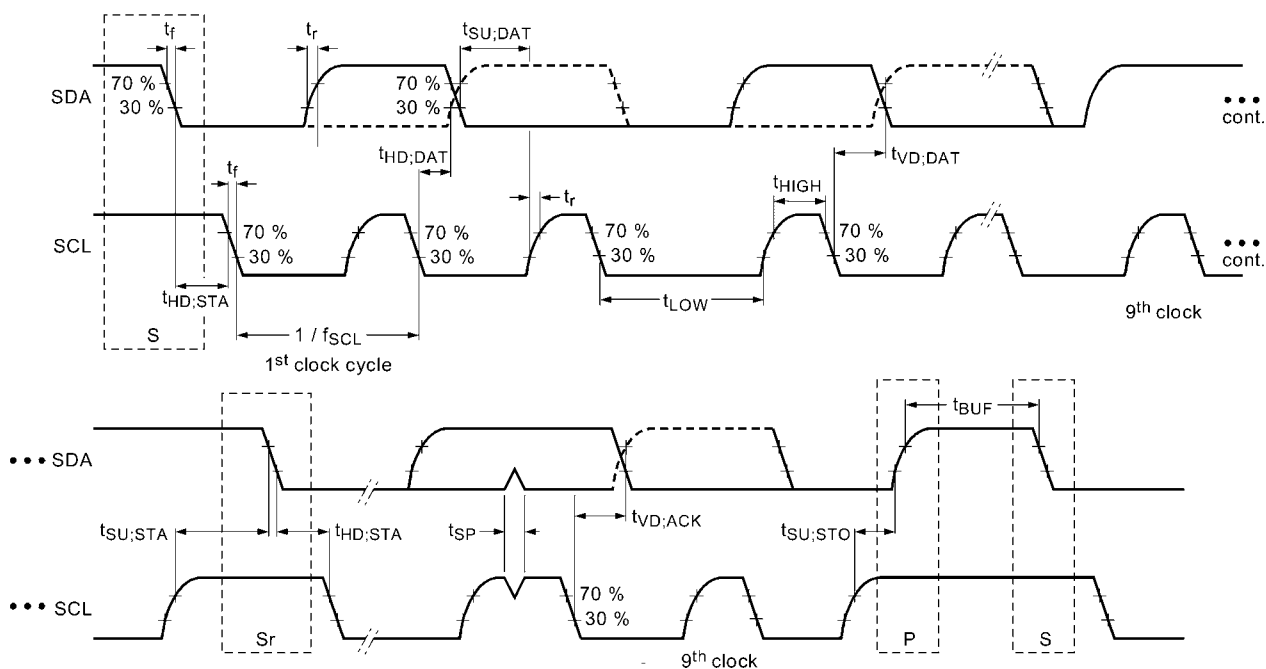 tf
tr
tSU;DAT
SDA
70 %
30 %
70 %
30 %
••• cont.
tHD;DAT
tVD;DAT
tf
tr
tHIGH
SCL
70 %
30 %
70 %
30 %
70 %
30 %
70 %
30 %
••• cont.
tHD;STA
tLOW
9th clock
S
1 / fSCL
1st clock cycle
tBUF
••• SDA
tSU;STA
tHD;STA
tSP
tVD;ACK
tSU;STO
••• SCL
70 %
30 %
Sr
P
S
9th clock